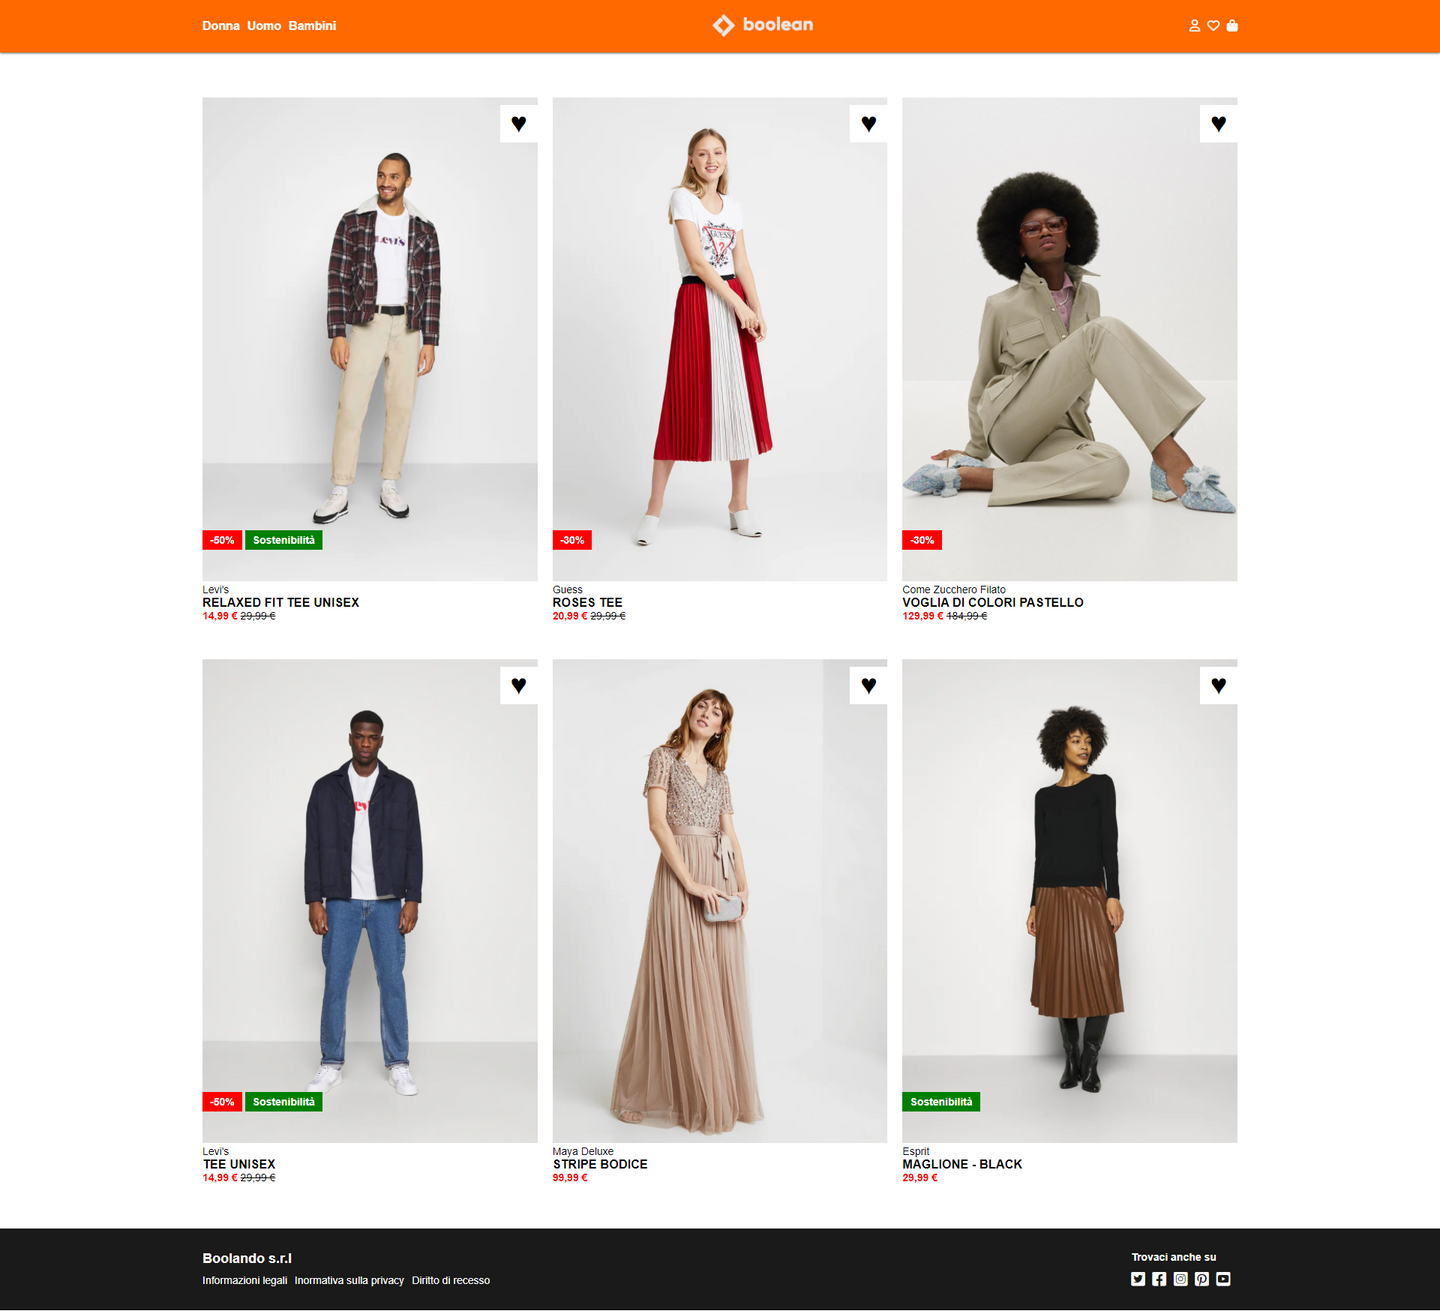 Donna Uomo Bambini
boolean
Levi's
GUESS
-50% Sostenibilità
-30%
-30%
Levi's
RELAXED FIT TEE UNISEX
14,99 € 29,99 €
Guess
ROSES TEE
20,99 € 29,99 €
Come Zucchero Filato
VOGLIA DI COLORI PASTELLO
129,99 € 184,99 €
-50% Sostenibilità
Sostenibilità
Levi's
TEE UNISEX
14,99 € 29,99 €
Maya Deluxe
STRIPE BODICE
99,99 €
Esprit
MAGLIONE - BLACK
29,99 €
Boolando s.r.l
Informazioni legali Inormativa sulla privacy Diritto di recesso
Trovaci anche su